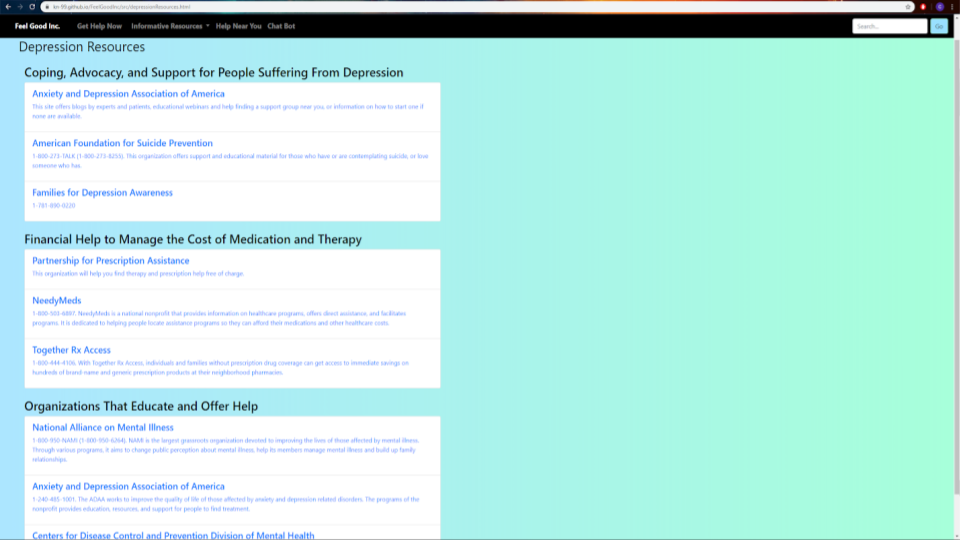 Feel Good Inc. Get Help Now Informative Resources Help Near You Chat Bot Search... Go
Depression Resources
Coping, Advocacy, and Support for People Suffering From Depression
Anxiety and Depression Association of America
This site offers blogs by experts and patients, educational webinars and help finding a support group near you, or information on how to start one if
none are available.
American Foundation for Suicide Prevention
1-800-273-TALK (1-800-273-8255). This organization offers support and educational material for those who have or are contemplating suicide, or love
someone who has.
Families for Depression Awareness
1-781-890-0220
Financial Help to Manage the Cost of Medication and Therapy
Partnership for Prescription Assistance
This organization will help you find therapy and prescription help free of charge.
NeedyMeds
1-800-503-6897. NeedyMeds is a national nonprofit that provides information on healthcare programs, offers direct assistance, and facilitates
programs. It is dedicated to helping people locate assistance programs so they can afford their medications and other healthcare costs.
Together Rx Access
1-800-444-4106. With Together Rx Access, individuals and families without prescription drug coverage can get access to immediate savings on
hundreds of brand-name and generic prescription products at their neighborhood pharmacies.
Organizations That Educate and Offer Help
National Alliance on Mental Illness
1-800-950-NAMI (1-800-950-6264). NAMI is the largest grassroots organization devoted to improving the lives of those affected by mental illness.
Through various programs, it aims to change public perception about mental illness, help its members manage mental illness and build up family
relationships.
Anxiety and Depression Association of America
1-240-485-1001. The ADAA works to improve the quality of life of those affected by anxiety and depression related disorders. The programs of the
nonprofit provides education, resources, and support for people to find treatment.
Centers for Disease Control and Prevention Division of Mental Health